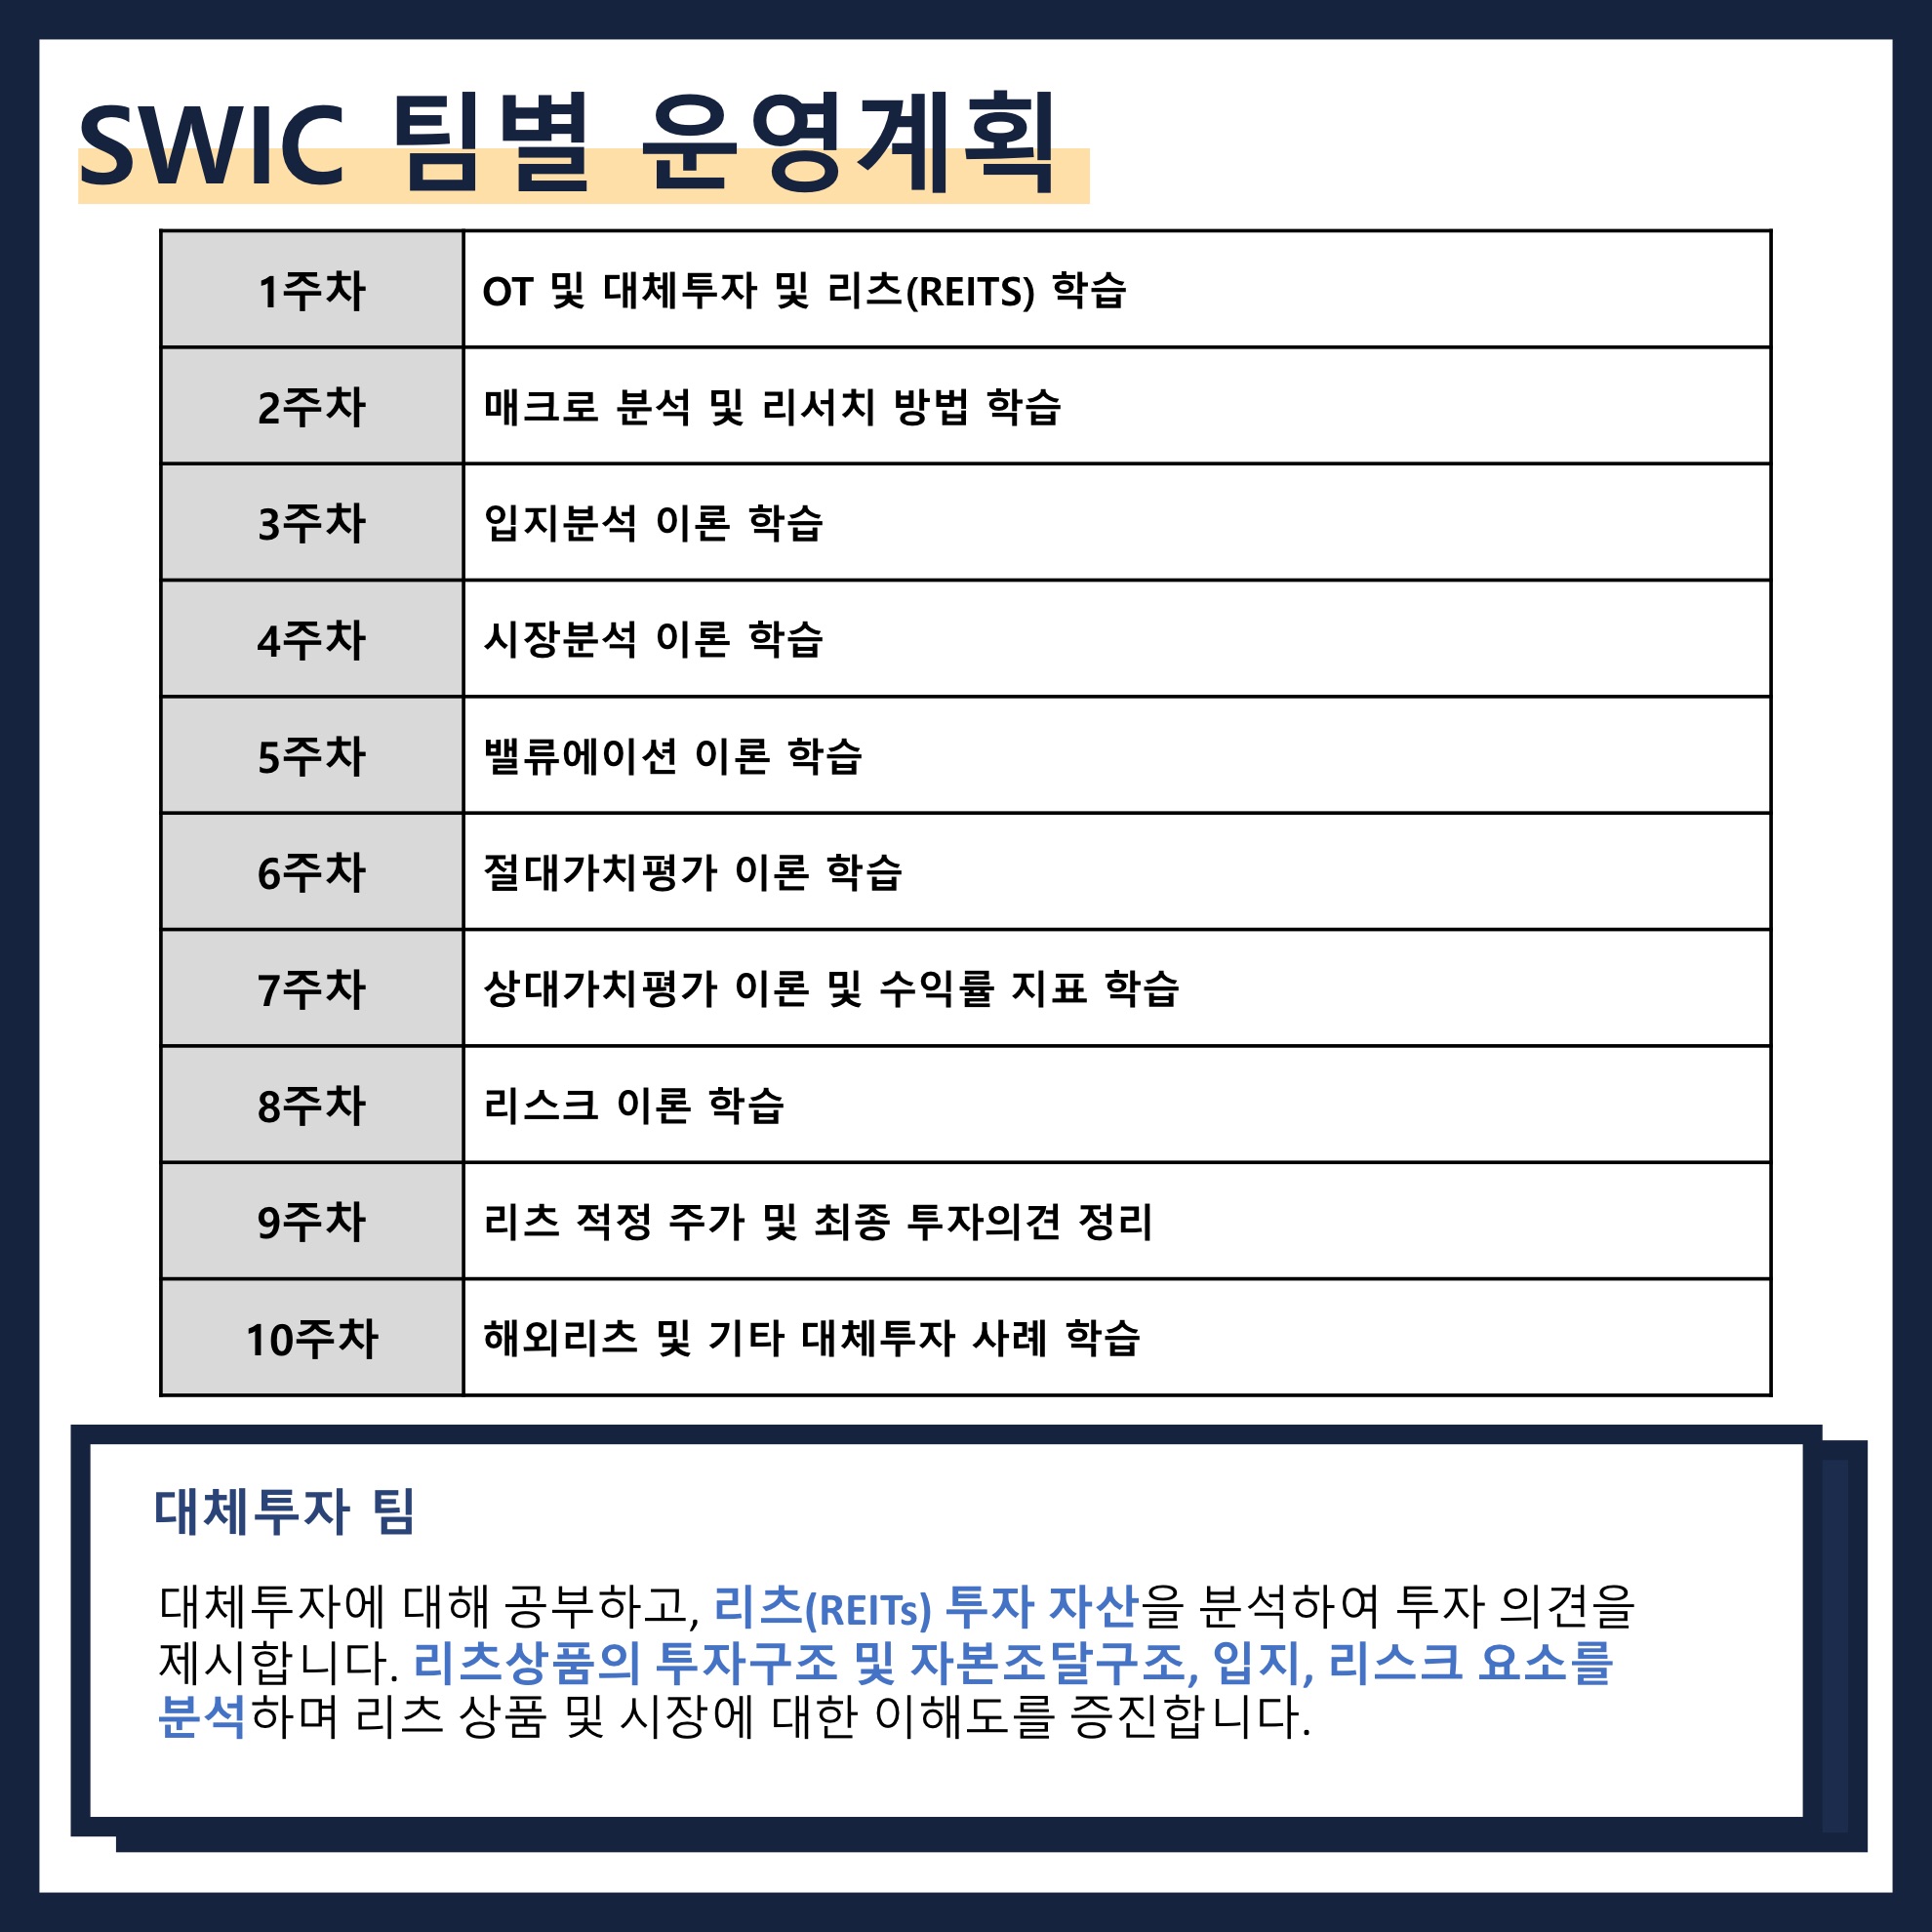 SWIC 팀별 운영계획
1주차 OT 및 대체투자 및 리츠(REITS) 학습
2주차 매크로 분석 및 리서치 방법 학습
3주차 입지분석 이론 학습
4주차 시장분석 이론 학습
5주차 밸류에이션 이론 학습
6주차 절대가치평가 이론 학습
7주차 상대가치평가 이론 및 수익률 지표 학습
8주차 리스크 이론 학습
9주차 리츠 적정 주가 및 최종 투자의견 정리
10주차 해외리츠 및 기타 대체투자 사례 학습
대체투자 팀
대체투자에 대해 공부하고, 리츠(REITs) 투자 자산을 분석하여 투자 의견을
제시합니다. 리츠상품의 투자구조 및 자본조달구조, 입지, 리스크 요소를
분석하며 리츠 상품 및 시장에 대한 이해도를 증진합니다.